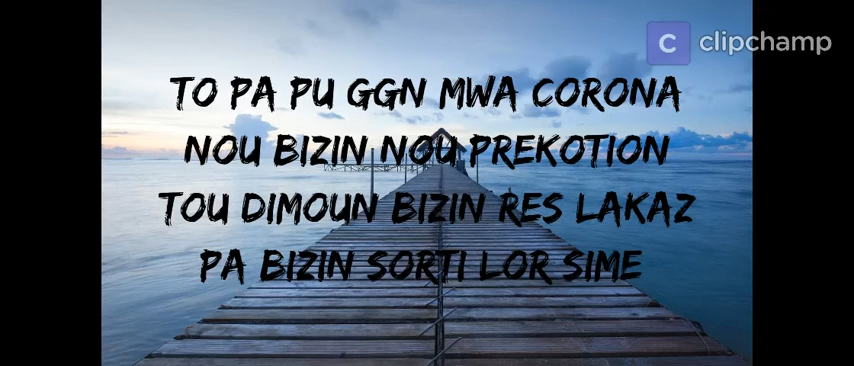 clipchamp
TO PA PU GGN MWA CORONA
NOU BIZIN NOU PREKOTION
TOU DIMOUN BIZIN RES LAKAZ
PA BIZIN SORTI LOR SIME